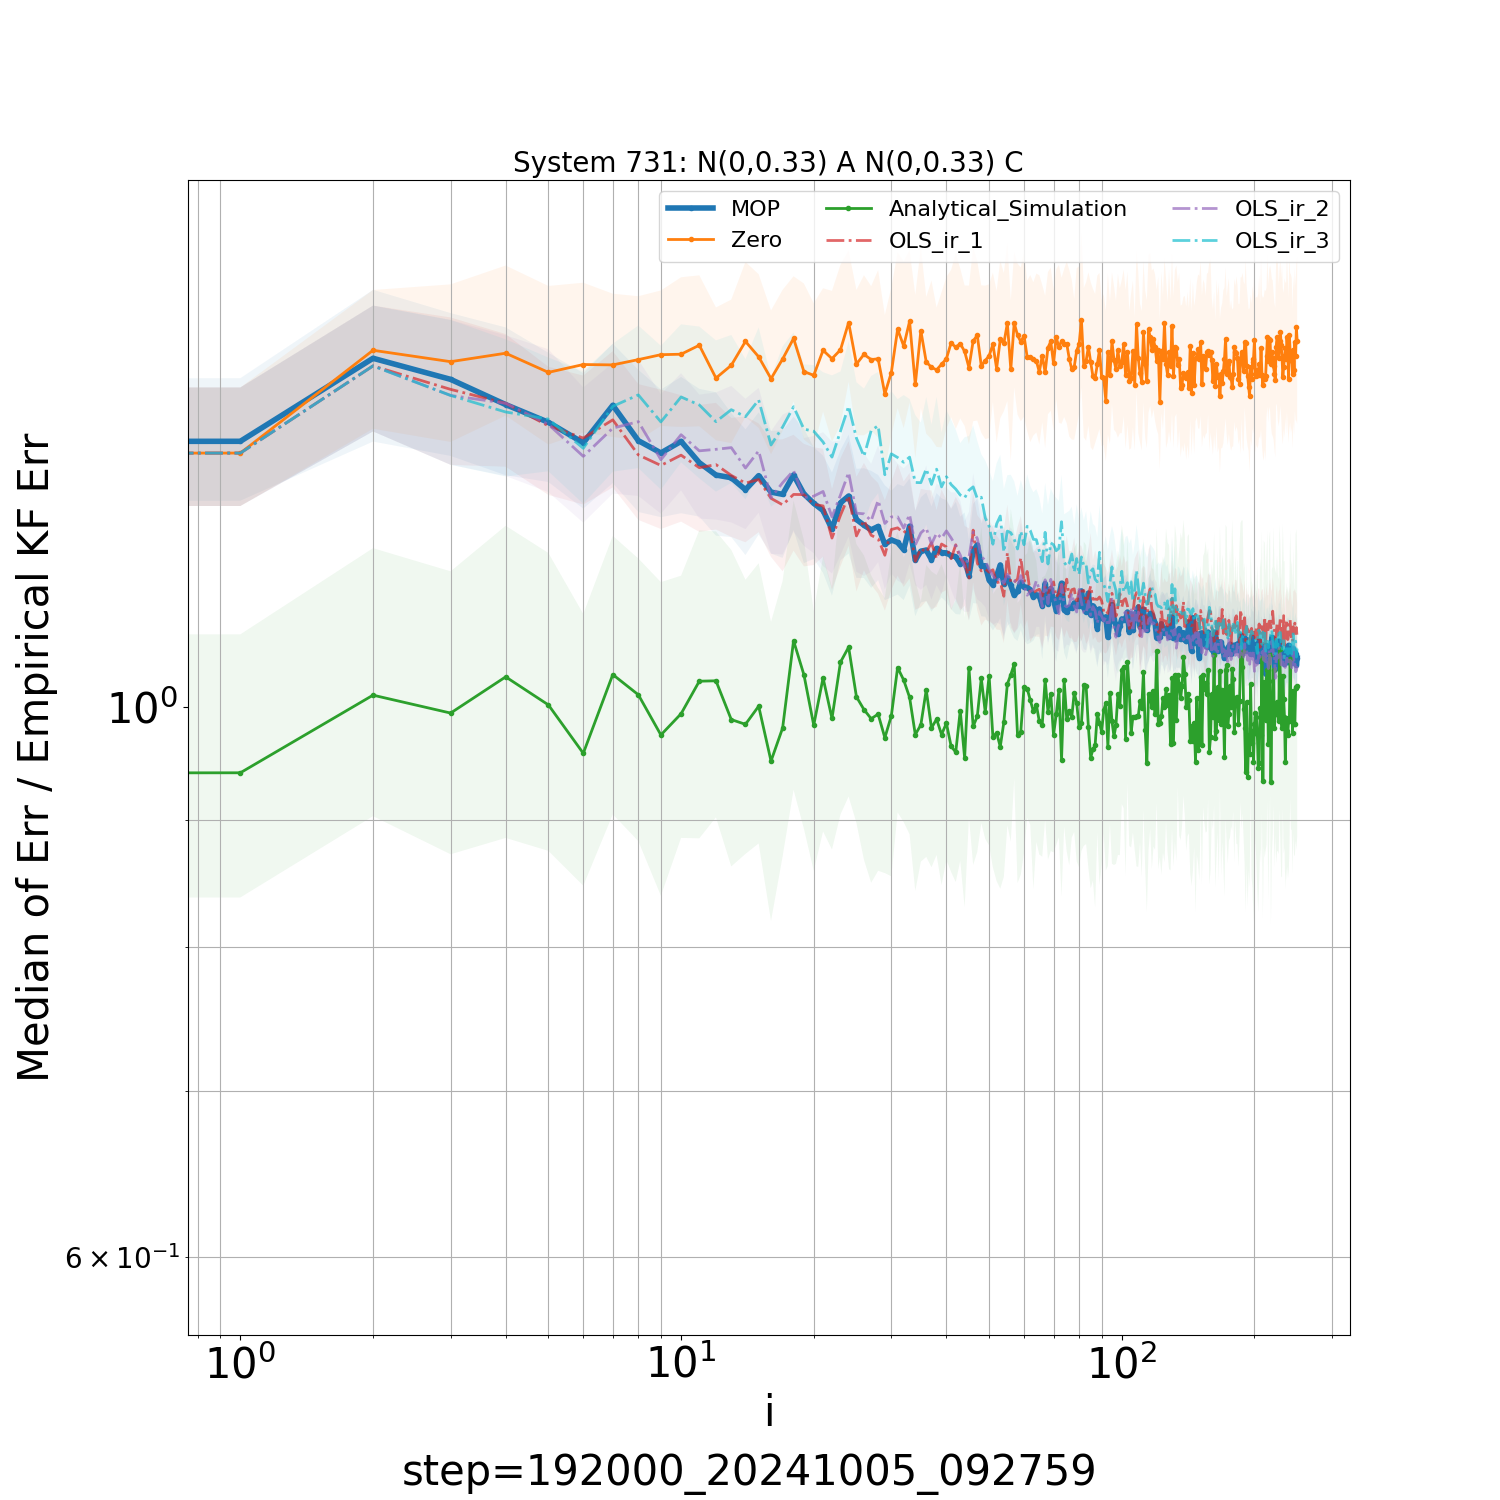 System 731: N(0,0.33) A N(0,0.33) C
MOP
Zero
Analytical_Simulation
OLS_ir_1
OLS_ir_2
OLS_ir_3
Median of Err / Empirical KF Err
10⁰
6 × 10⁻¹
10⁰ 10¹ 10²
i
step=192000_20241005_092759